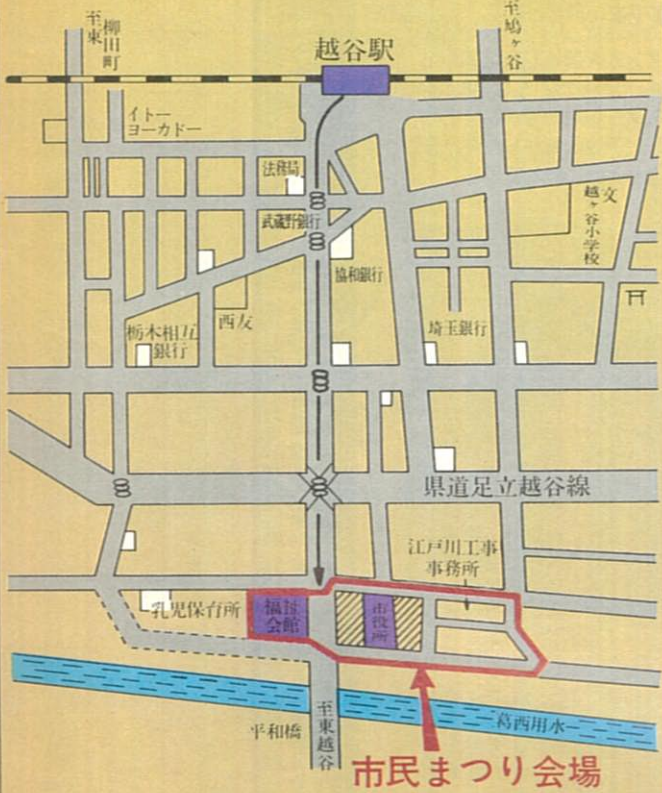 至東
柳田町
越谷駅
至鳩ヶ谷
イトー
ヨーカドー
法務局
武蔵野銀行
文
越ヶ谷小学校
協和銀行
西友
栃木相互
銀行
埼玉銀行
県道足立越谷線
江戸川工事
事務所
乳児保育所
福祉
会館
市役所
葛西用水
平和橋
至東越谷
市民まつり会場